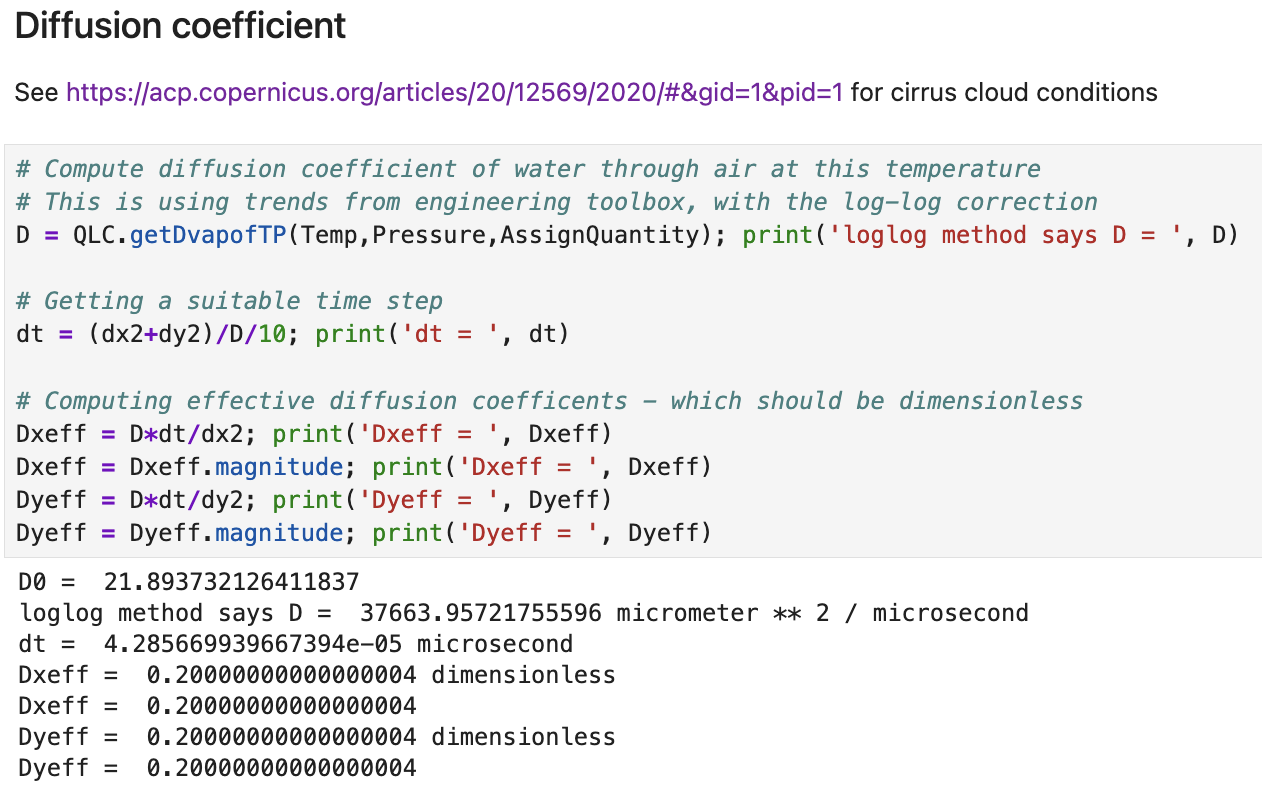 Diffusion coefficient
See https://acp.copernicus.org/articles/20/12569/2020/#&gid=1&pid=1 for cirrus cloud conditions
# Compute diffusion coefficient of water through air at this temperature
# This is using trends from engineering toolbox, with the log-log correction
D = QLC.getDvapofTP(Temp,Pressure,AssignQuantity); print('loglog method says D = ', D)
# Getting a suitable time step
dt = (dx2+dy2)/D/10; print('dt = ', dt)
# Computing effective diffusion coefficents - which should be dimensionless
Dxeff = D*dt/dx2; print('Dxeff = ', Dxeff)
Dxeff = Dxeff.magnitude; print('Dxeff = ', Dxeff)
Dyeff = D*dt/dy2; print('Dyeff = ', Dyeff)
Dyeff = Dyeff.magnitude; print('Dyeff = ', Dyeff)
D0 =  21.893732126411837
loglog method says D =  37663.95721755596 micrometer ** 2 / microsecond
dt =  4.285669939667394e-05 microsecond
Dxeff =  0.20000000000000004 dimensionless
Dxeff =  0.20000000000000004
Dyeff =  0.20000000000000004 dimensionless
Dyeff =  0.20000000000000004